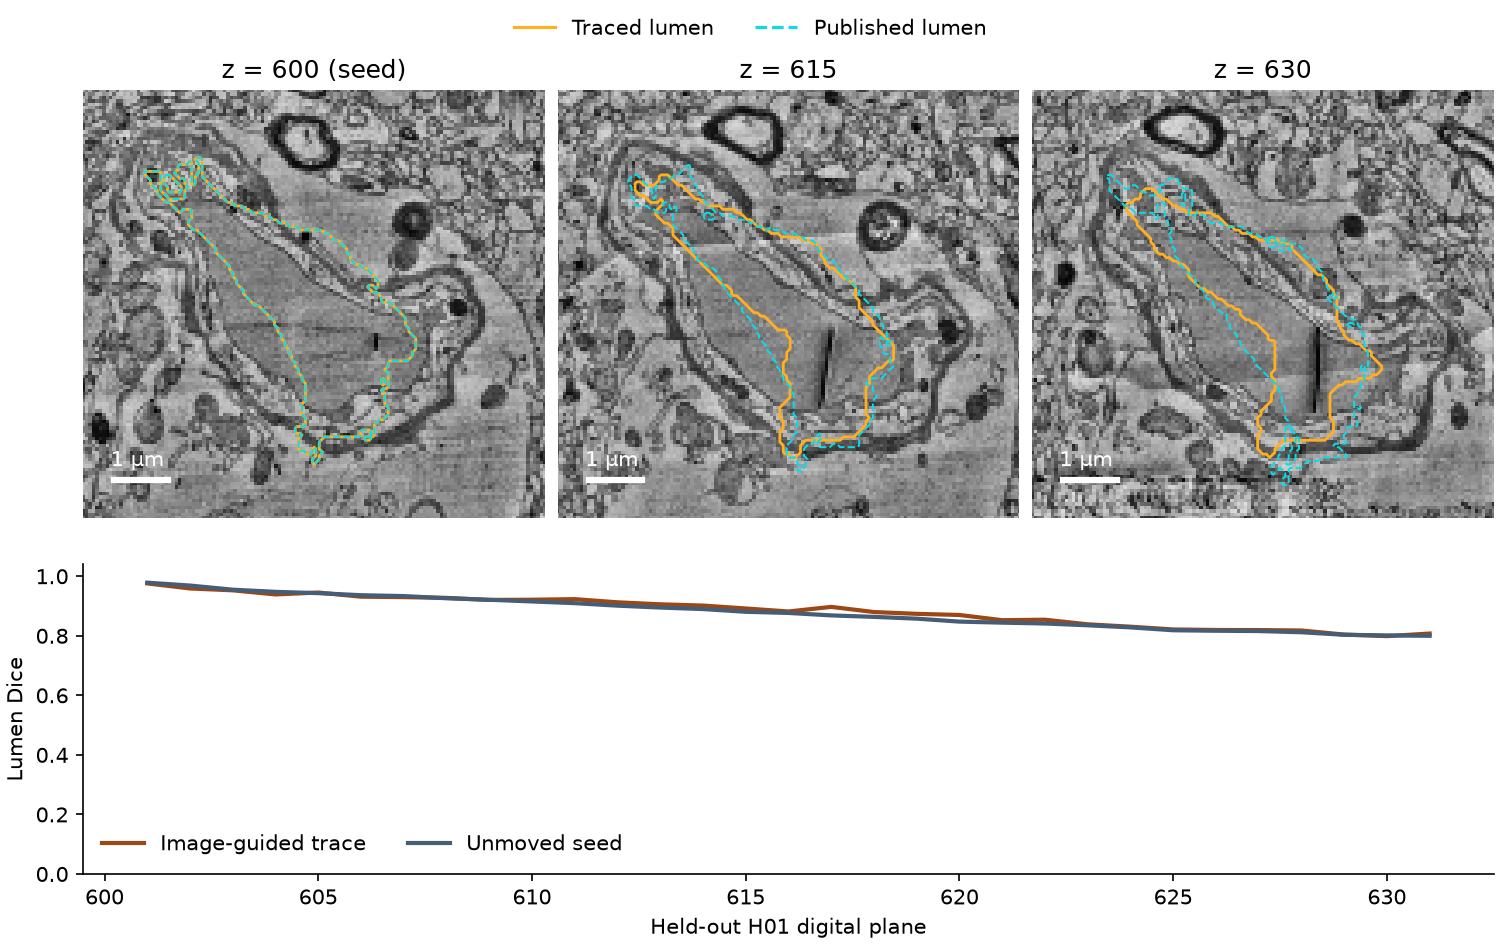 Traced lumen
Published lumen
z = 600 (seed)
z = 615
z = 630
1 µm
1 µm
1 µm
1.0
0.8
0.6
0.4
0.2
0.0
Lumen Dice
Image-guided trace
Unmoved seed
600
605
610
615
620
625
630
Held-out H01 digital plane